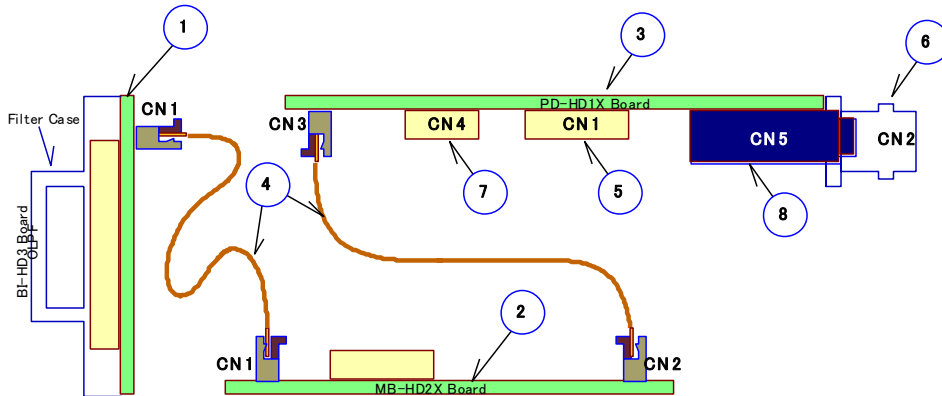 1
3
6
CN1
Filter Case
PD-HD1X Board
CN3
CN4
CN1
CN5
CN2
4
7
5
8
BI-HD3 Board
OLPF
2
CN1
CN2
MB-HD2X Board